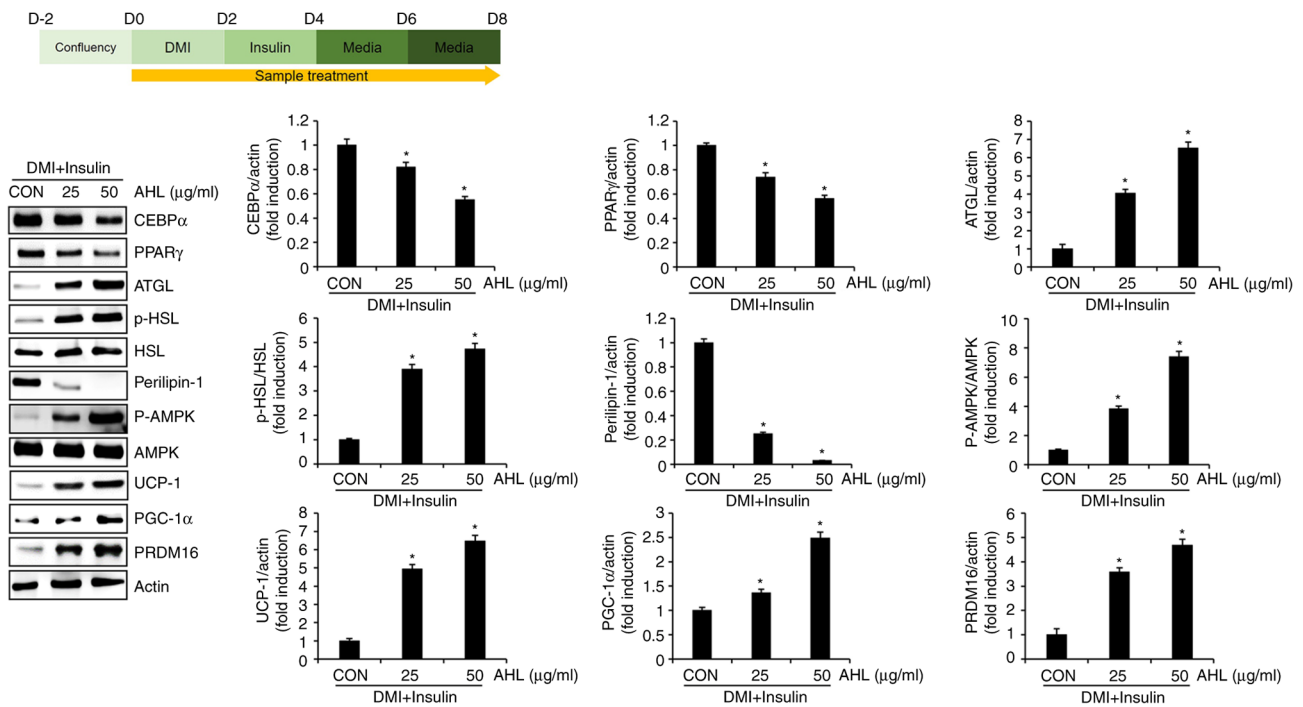 D-2 D0 D2 D4 D6 D8
Confluency DMI Insulin Media Media
Sample treatment
DMI+Insulin
CON 25 50 AHL (μg/ml)
CEBPα
PPARγ
ATGL
p-HSL
HSL
Perilipin-1
P-AMPK
AMPK
UCP-1
PGC-1α
PRDM16
Actin
CEBPα/actin
(fold induction)
1.2
1
0.8
0.6
0.4
0.2
0
*
*
CON 25 50 AHL (μg/ml)
DMI+Insulin
PPARγ/actin
(fold induction)
1.2
1
0.8
0.6
0.4
0.2
0
*
*
CON 25 50 AHL (μg/ml)
DMI+Insulin
ATGL/actin
(fold induction)
8
7
6
5
4
3
2
1
0
*
*
CON 25 50 AHL (μg/ml)
DMI+Insulin
p-HSL/HSL
(fold induction)
6
5
4
3
2
1
0
*
*
CON 25 50 AHL (μg/ml)
DMI+Insulin
Perilipin-1/actin
(fold induction)
1.2
1
0.8
0.6
0.4
0.2
0
*
*
CON 25 50 AHL (μg/ml)
DMI+Insulin
P-AMPK/AMPK
(fold induction)
10
8
6
4
2
0
*
*
CON 25 50 AHL (μg/ml)
DMI+Insulin
UCP-1/actin
(fold induction)
8
7
6
5
4
3
2
1
0
*
*
CON 25 50 AHL (μg/ml)
DMI+Insulin
PGC-1α/actin
(fold induction)
3
2.5
2
1.5
1
0.5
0
*
*
CON 25 50 AHL (μg/ml)
DMI+Insulin
PRDM16/actin
(fold induction)
6
5
4
3
2
1
0
*
*
CON 25 50 AHL (μg/ml)
DMI+Insulin